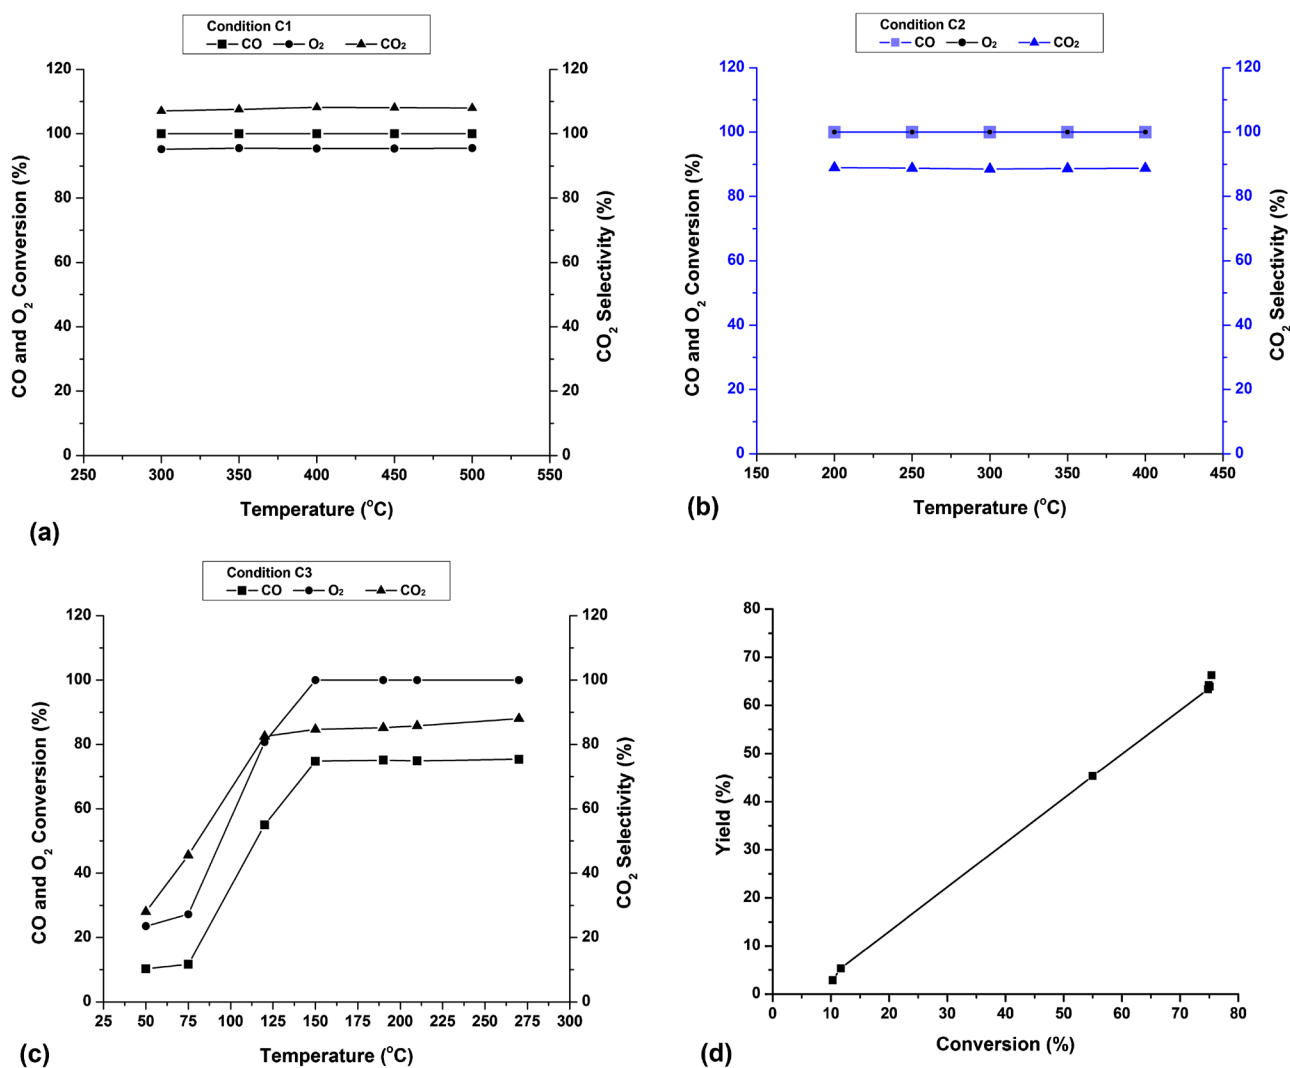 Condition C1
CO O₂ CO₂
120 120
100 100
80 80
60 60
40 40
20 20
0 0
250 300 350 400 450 500 550
CO and O₂ Conversion (%)
CO₂ Selectivity (%)
Temperature (°C)
(a)
Condition C2
CO O₂ CO₂
120 120
100 100
80 80
60 60
40 40
20 20
0 0
150 200 250 300 350 400 450
CO and O₂ Conversion (%)
CO₂ Selectivity (%)
Temperature (°C)
(b)
Condition C3
CO O₂ CO₂
120 120
100 100
80 80
60 60
40 40
20 20
0 0
25 50 75 100 125 150 175 200 225 250 275 300
CO and O₂ Conversion (%)
CO₂ Selectivity (%)
Temperature (°C)
(c)
80
70
60
50
40
30
20
10
0
0 10 20 30 40 50 60 70 80
Yield (%)
Conversion (%)
(d)